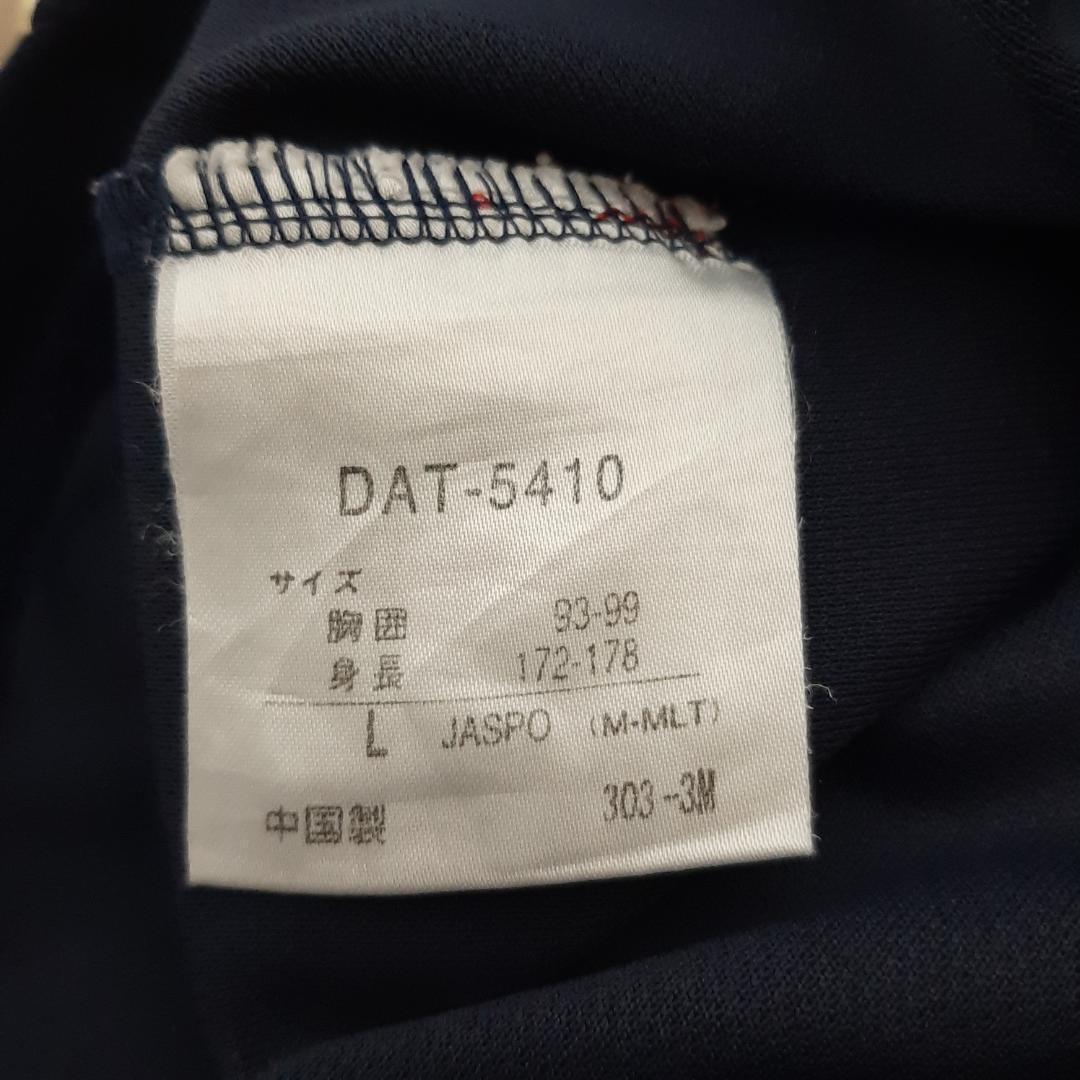 DAT-5410
サイズ
胸囲 93-99
身長 172-178
L JASPO (M-MLT)
中国製 303-3M